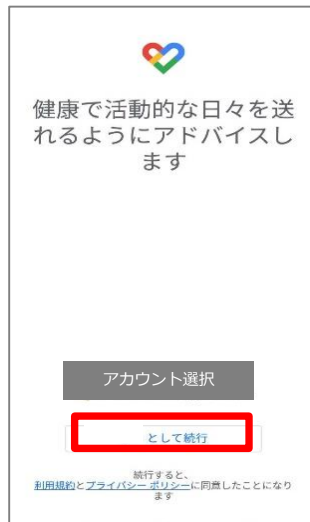 健康で活動的な日々を送
れるようにアドバイスし
ます
アカウント選択
として続行
続行すると、
利用規約とプライバシー ポリシーに同意したことになり
ます